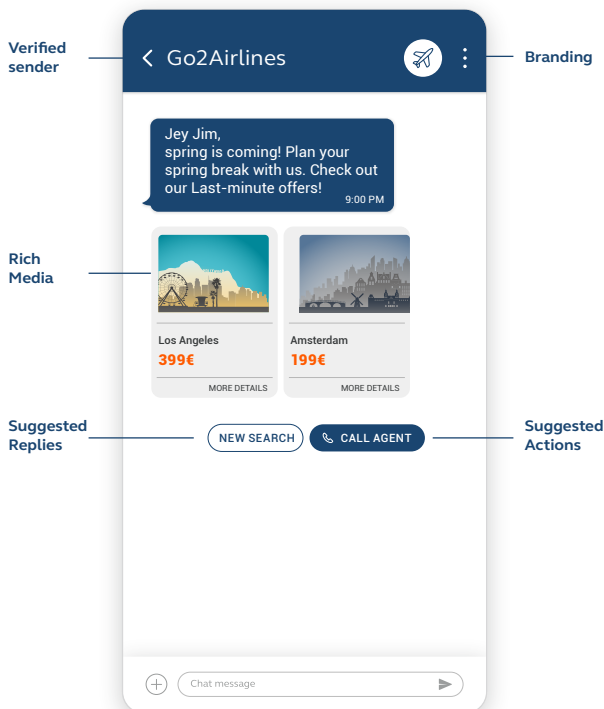 Verified
sender
Go2Airlines
Branding
Jey Jim,
spring is coming! Plan your
spring break with us. Check out
our Last-minute offers!
9:00 PM
Rich
Media
Los Angeles
399€
MORE DETAILS
Amsterdam
199€
MORE DETAILS
Suggested
Replies
NEW SEARCH
CALL AGENT
Suggested
Actions
Chat message